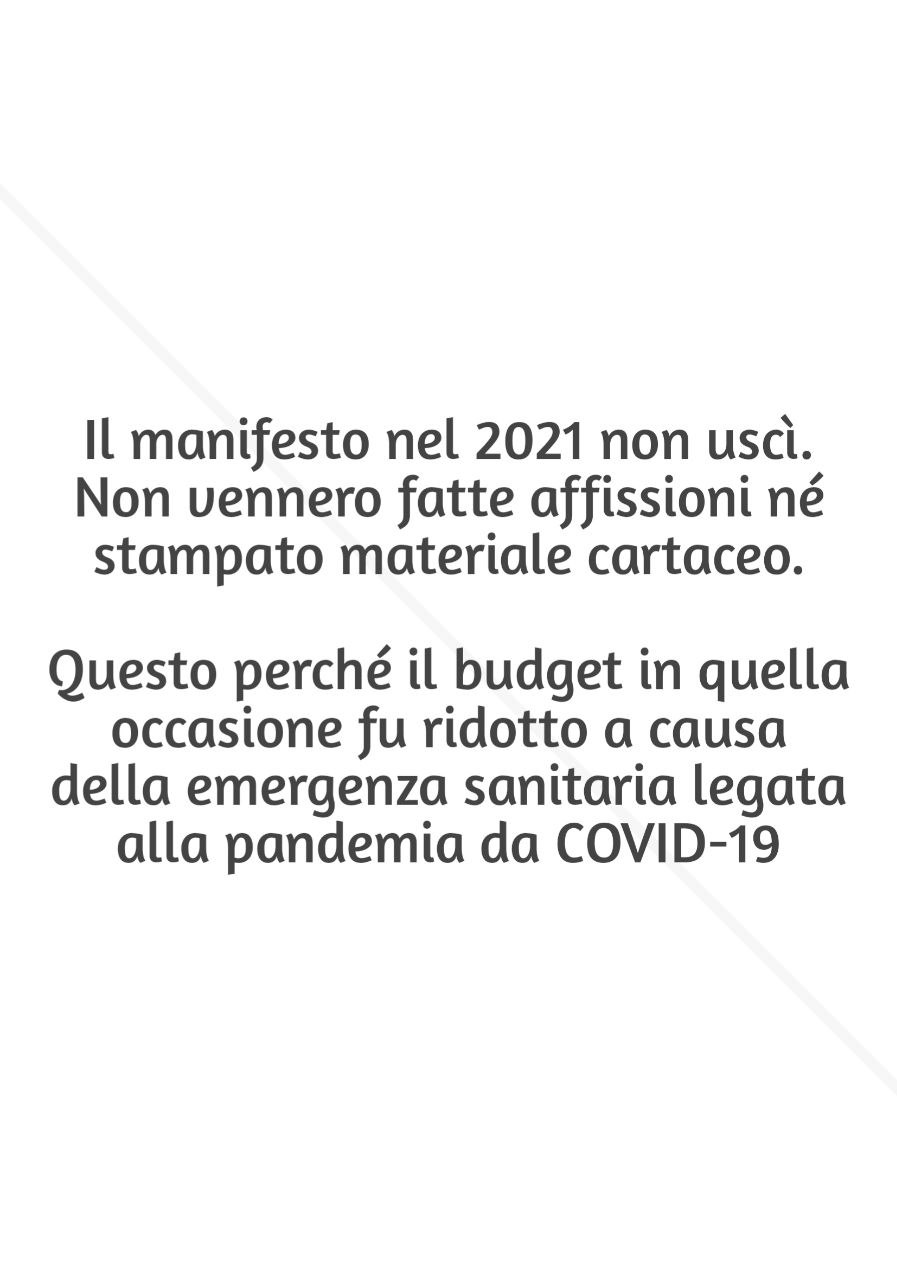 Il manifesto nel 2021 non uscì.
Non vennero fatte affissioni né
stampato materiale cartaceo.
Questo perché il budget in quella
occasione fu ridotto a causa
della emergenza sanitaria legata
alla pandemia da COVID-19